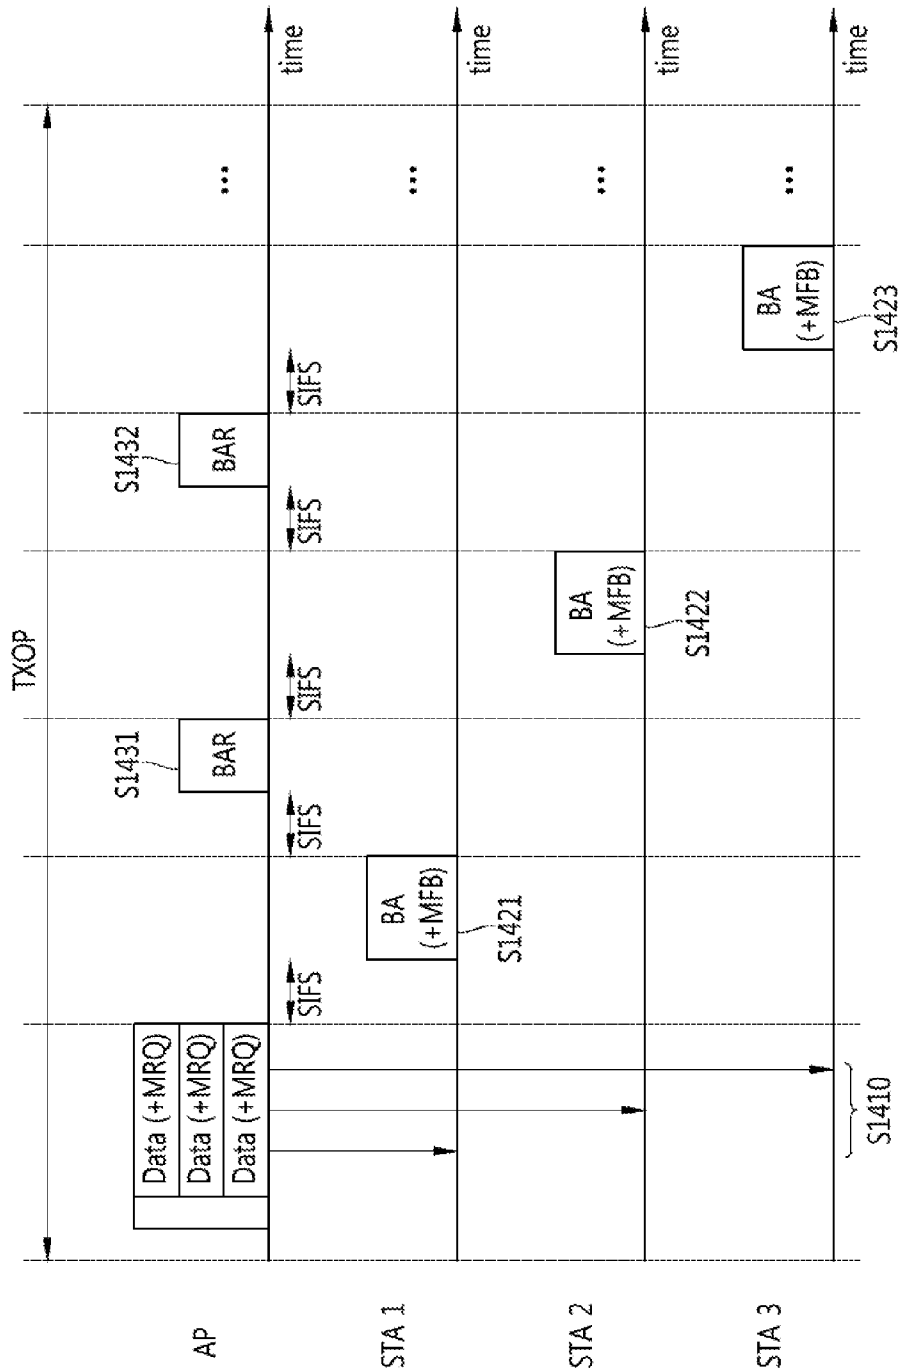 TXOP
AP
Data (+MRQ)
Data (+MRQ)
Data (+MRQ)
S1431
BAR
S1432
BAR
...
time
SIFS
SIFS
SIFS
SIFS
SIFS
STA 1
BA
(+MFB)
S1421
...
time
STA 2
BA
(+MFB)
S1422
...
time
STA 3
BA
(+MFB)
S1423
...
time
S1410